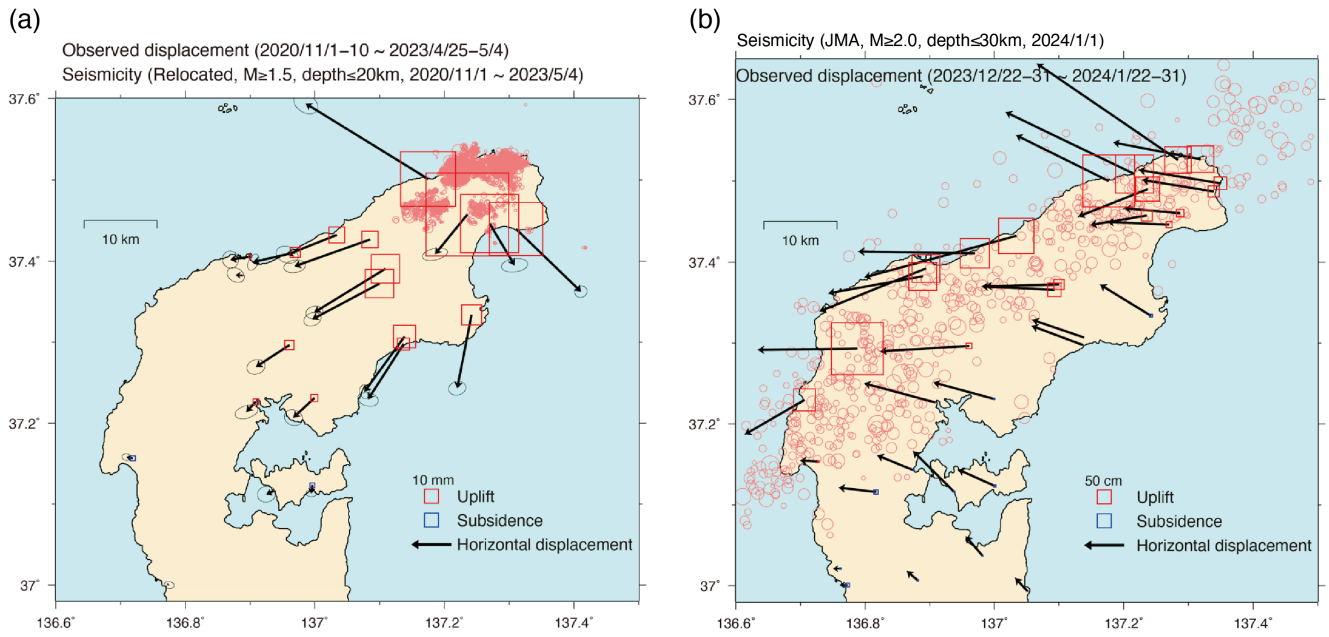 (a)
Observed displacement (2020/11/1−10 ~ 2023/4/25−5/4)
Seismicity (Relocated, M≥1.5, depth≤20km, 2020/11/1 ~ 2023/5/4)
37.6˚
37.4˚
37.2˚
37˚
10 km
10 mm
Uplift
Subsidence
Horizontal displacement
136.6˚
136.8˚
137˚
137.2˚
137.4˚
(b)
Seismicity (JMA, M≥2.0, depth≤30km, 2024/1/1)
Observed displacement (2023/12/22−31 ~ 2024/1/22−31)
37.6˚
37.4˚
37.2˚
37˚
10 km
50 cm
Uplift
Subsidence
Horizontal displacement
136.6˚
136.8˚
137˚
137.2˚
137.4˚